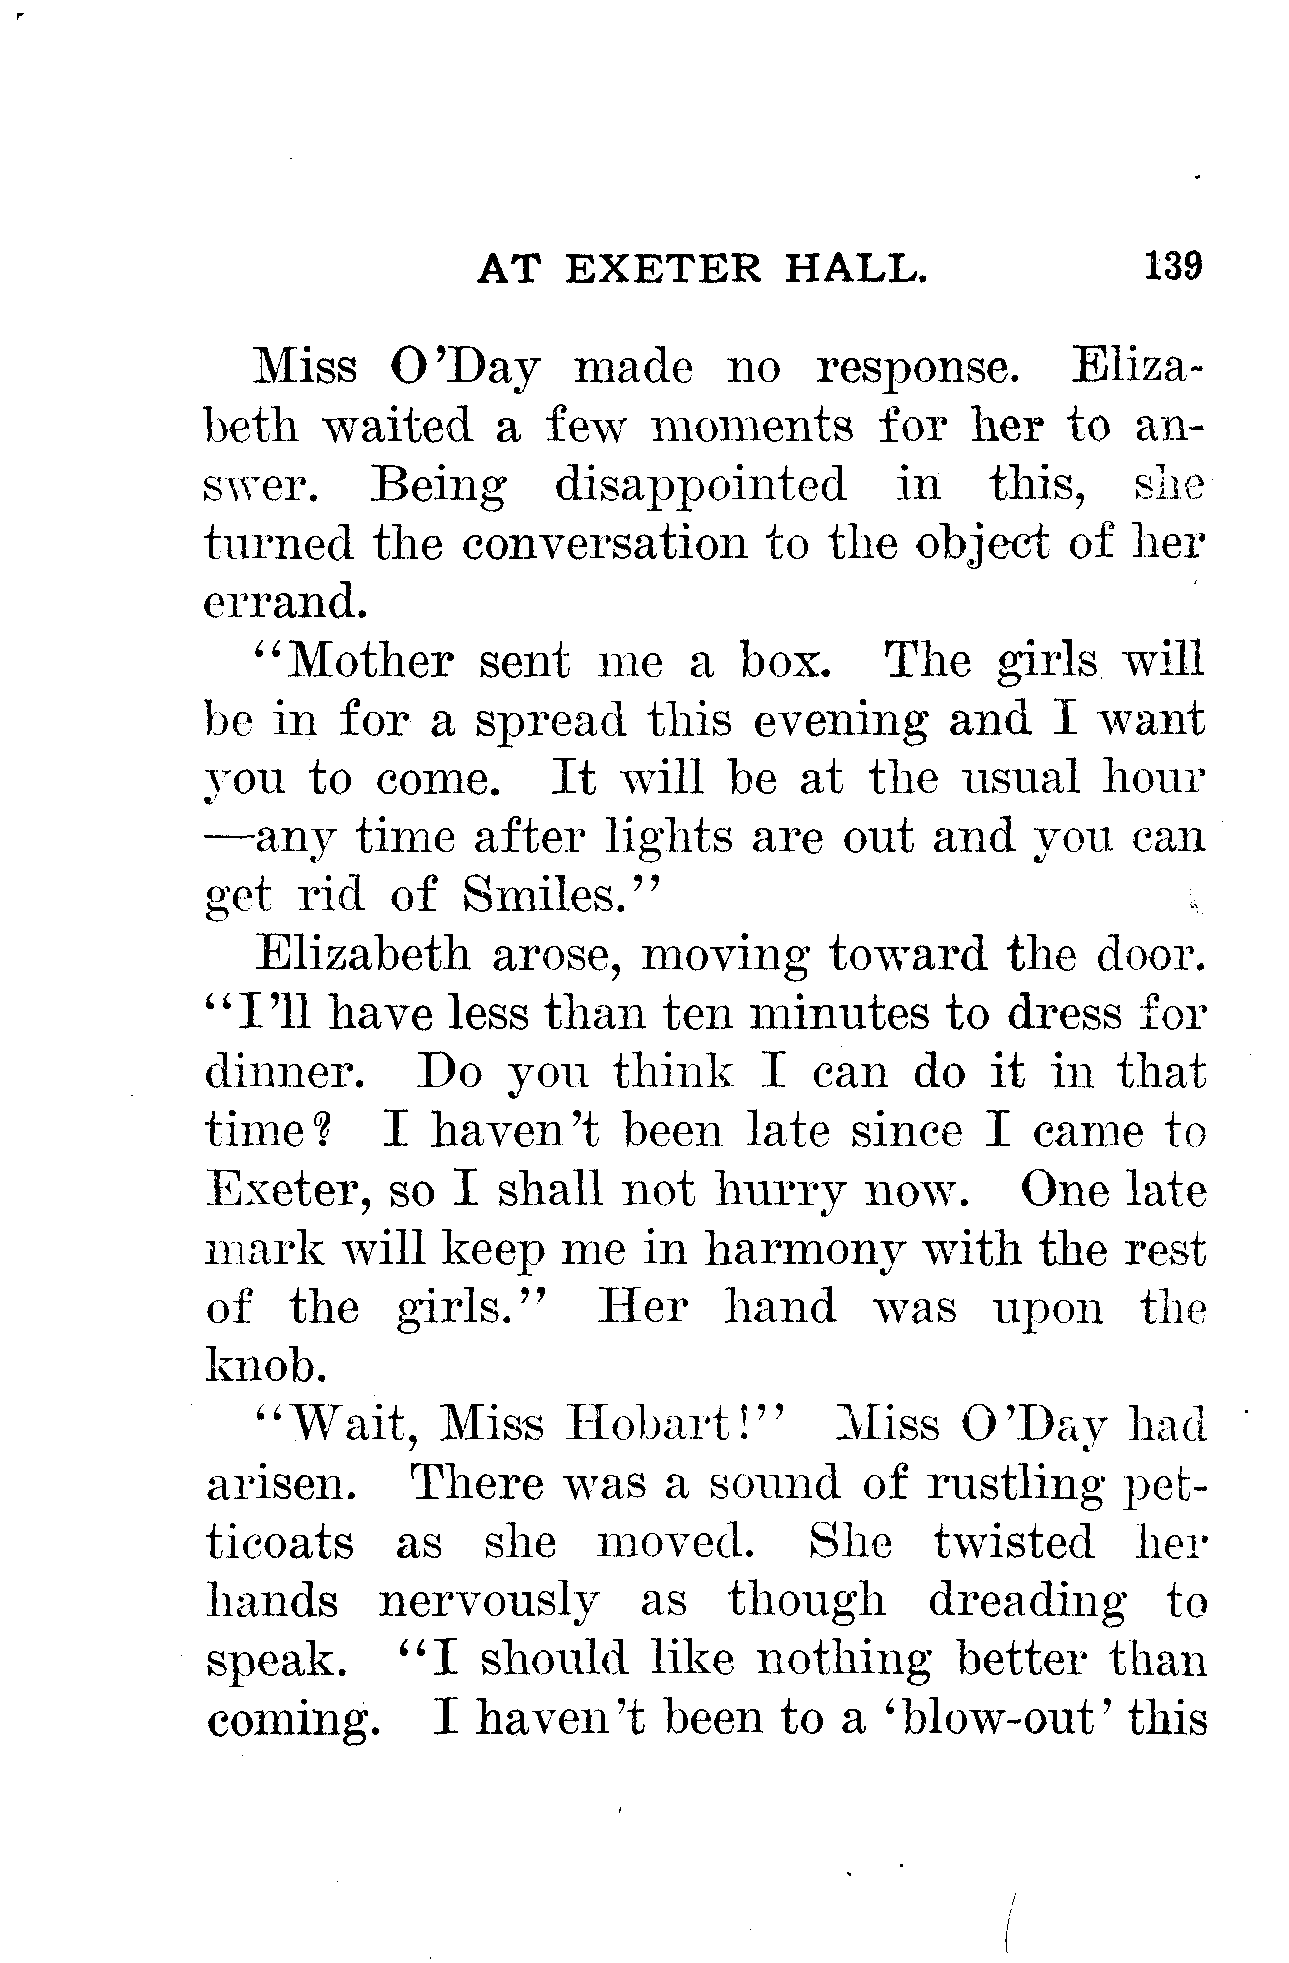 AT EXETER HALL. 139
Miss O'Day made no response. Eliza-
beth waited a few moments for her to an-
swer. Being disappointed in this, she
turned the conversation to the object of her
errand.
"Mother sent me a box. The girls will
be in for a spread this evening and I want
you to come. It will be at the usual hour
—any time after lights are out and you can
get rid of Smiles."
Elizabeth arose, moving toward the door.
"I'll have less than ten minutes to dress for
dinner. Do you think I can do it in that
time? I haven't been late since I came to
Exeter, so I shall not hurry now. One late
mark will keep me in harmony with the rest
of the girls." Her hand was upon the
knob.
"Wait, Miss Hobart!" Miss O'Day had
arisen. There was a sound of rustling pet-
ticoats as she moved. She twisted her
hands nervously as though dreading to
speak. "I should like nothing better than
coming. I haven't been to a 'blow-out' this